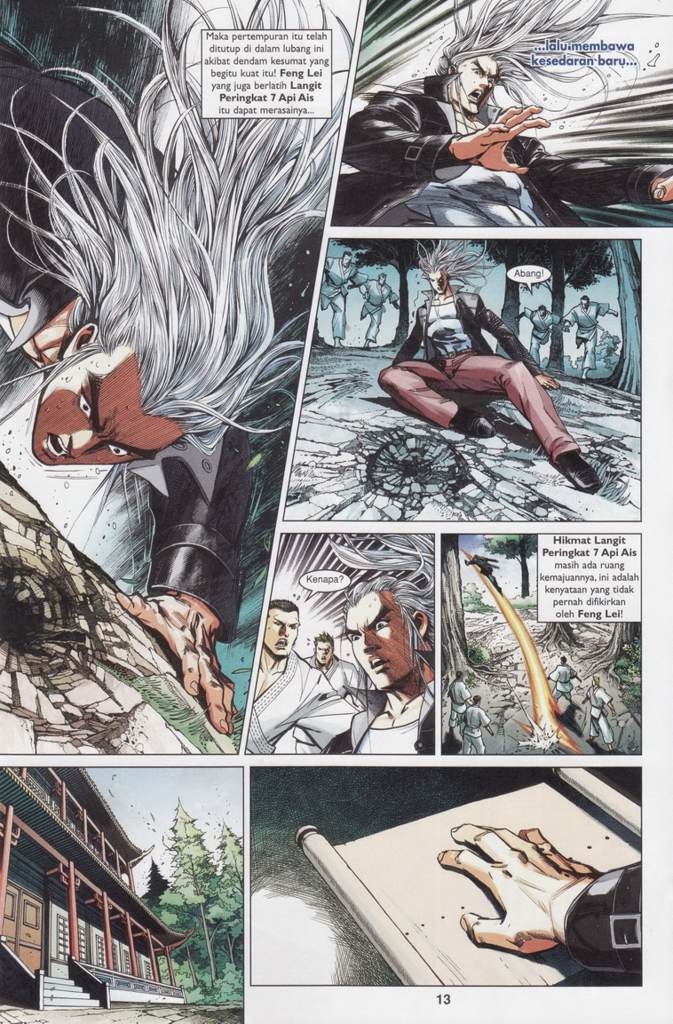 Maka pertempuran itu telah
ditutup di dalam lubang ini
akibat dendam kesumat yang
begitu kuat itu! Feng Lei
yang juga berlatih Langit
Peringkat 7 Api Ais
itu dapat merasainya...
...lalu membawa
kesedaran baru...
Abang!
Kenapa?
Hikmat Langit
Peringkat 7 Api Ais
masih ada ruang
kemajuannya, ini adalah
kenyataan yang tidak
pernah difikirkan
oleh Feng Lei!
13